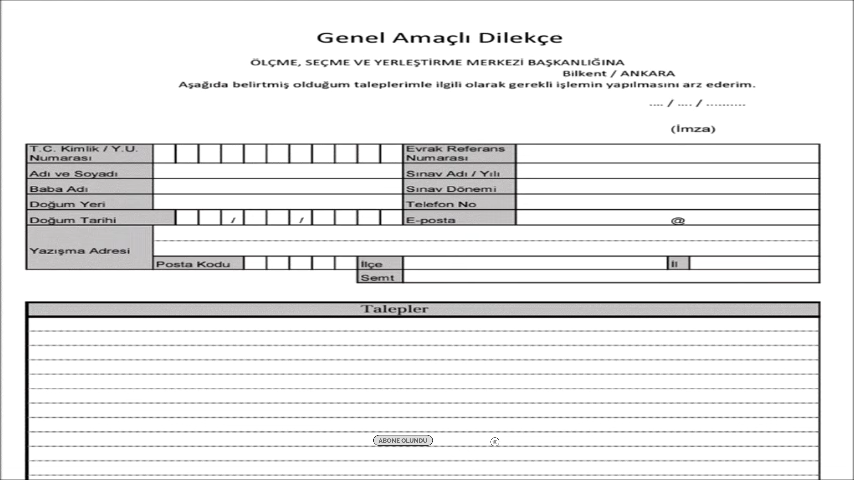 Genel Amaçlı Dilekçe
ÖLÇME, SEÇME VE YERLEŞTİRME MERKEZİ BAŞKANLIĞINA
Bilkent / ANKARA
Aşağıda belirtmiş olduğum taleplerimle ilgili olarak gerekli işlemin yapılmasını arz ederim.
.... / .... / ..........
(İmza)
T.C. Kimlik / Y.U. Numarası
Evrak Referans Numarası
Adı ve Soyadı
Sınav Adı / Yılı
Baba Adı
Sınav Dönemi
Doğum Yeri
Telefon No
Doğum Tarihi / /
E-posta @
Yazışma Adresi
Posta Kodu
İlçe
İl
Semt
Talepler
ABONE OLUNDU